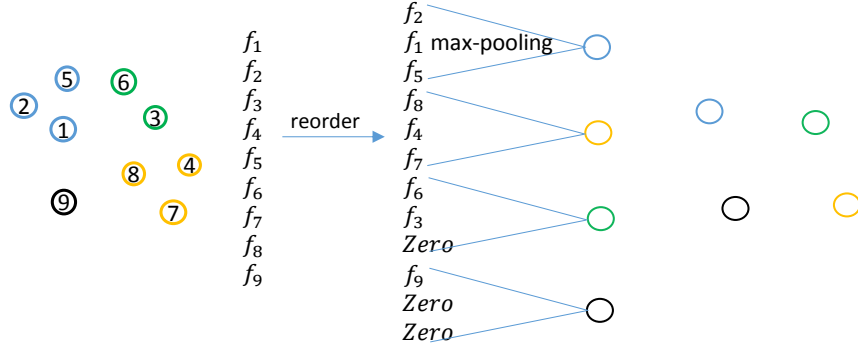 5
6
2
3
1
8
4
9
7
f₁
f₂
f₃
f₄
f₅
f₆
f₇
f₈
f₉
reorder
f₂
f₁ max-pooling
f₅
f₈
f₄
f₇
f₆
f₃
Zero
f₉
Zero
Zero